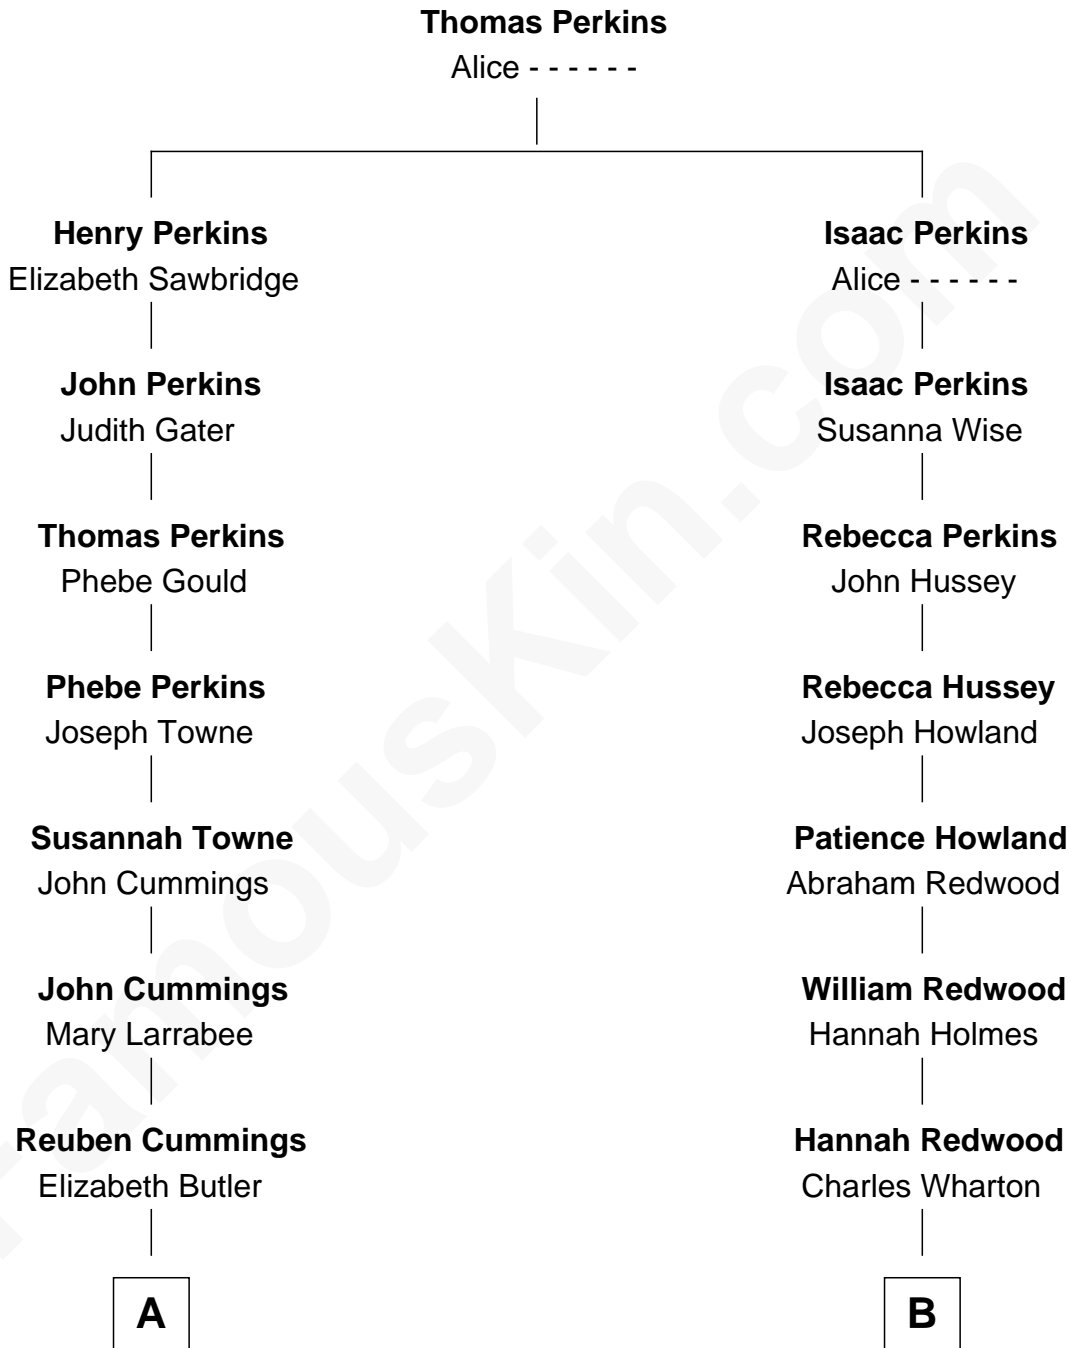 Thomas Perkins
Alice - - - - - -
Henry Perkins
Elizabeth Sawbridge
Isaac Perkins
Alice - - - - - -
John Perkins
Judith Gater
Isaac Perkins
Susanna Wise
Thomas Perkins
Phebe Gould
Rebecca Perkins
John Hussey
Phebe Perkins
Joseph Towne
Rebecca Hussey
Joseph Howland
Susannah Towne
John Cummings
Patience Howland
Abraham Redwood
John Cummings
Mary Larrabee
William Redwood
Hannah Holmes
Reuben Cummings
Elizabeth Butler
Hannah Redwood
Charles Wharton
A
B
FamousKin.com